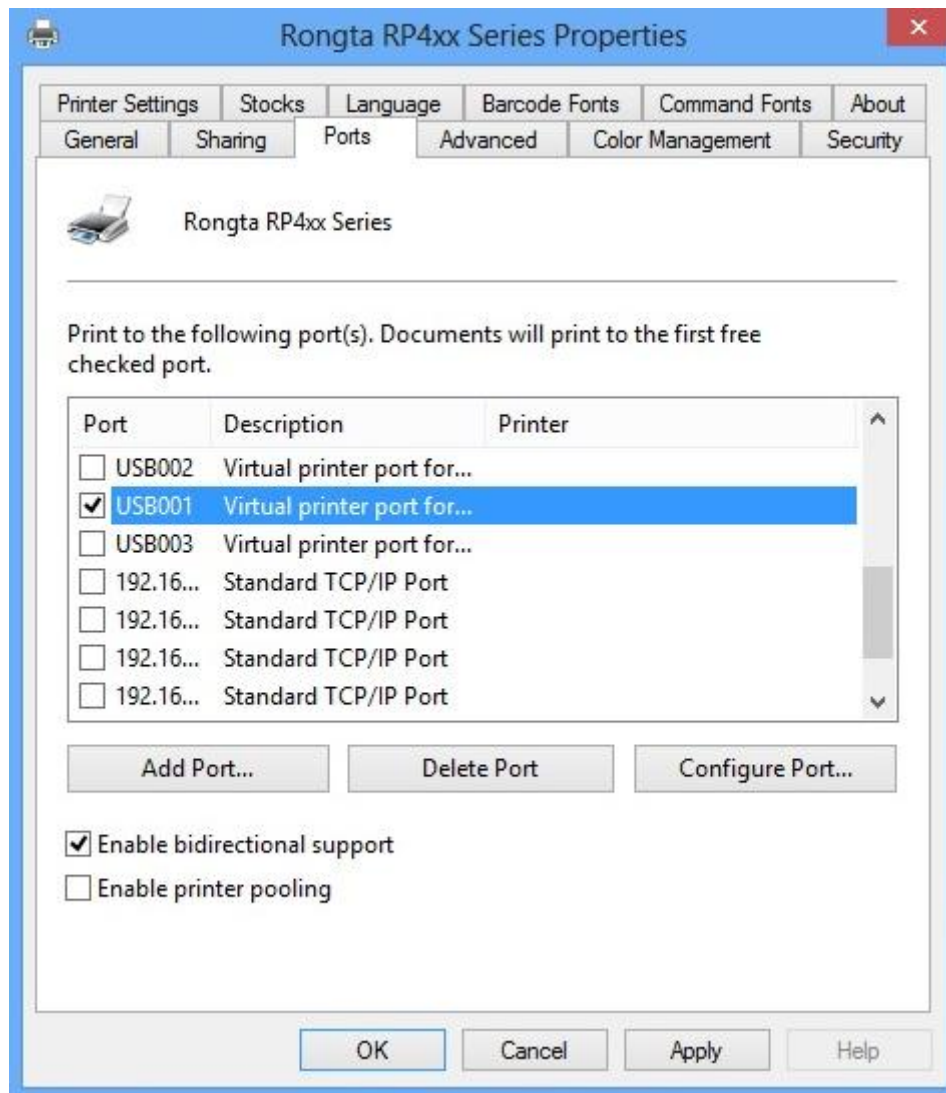 Rongta RP4xx Series Properties
Printer Settings Stocks Language Barcode Fonts Command Fonts About
General Sharing Ports Advanced Color Management Security
Rongta RP4xx Series
Print to the following port(s). Documents will print to the first free
checked port.
Port Description Printer
USB002 Virtual printer port for...
USB001 Virtual printer port for...
USB003 Virtual printer port for...
192.16... Standard TCP/IP Port
192.16... Standard TCP/IP Port
192.16... Standard TCP/IP Port
192.16... Standard TCP/IP Port
Add Port... Delete Port Configure Port...
Enable bidirectional support
Enable printer pooling
OK Cancel Apply Help